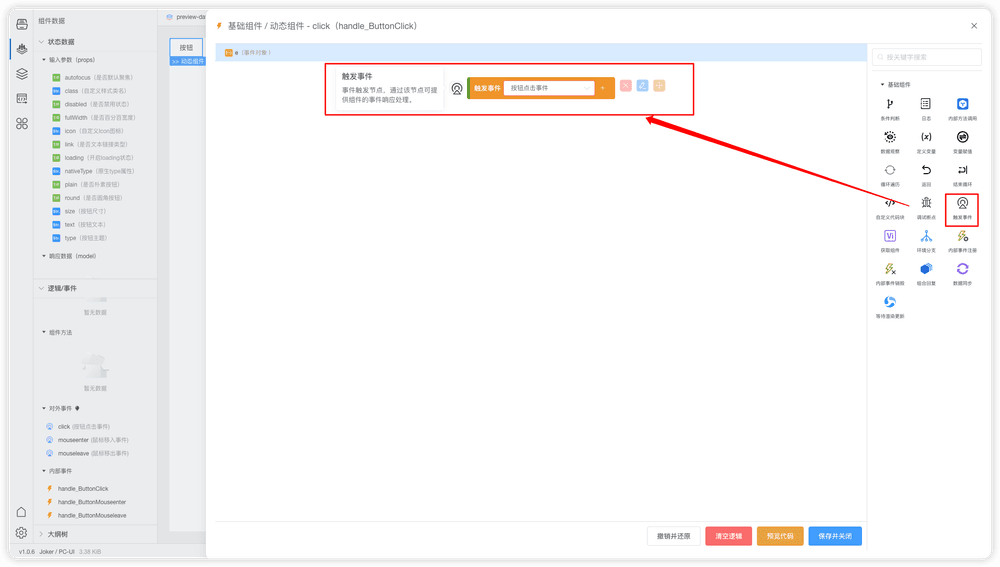 组件数据
状态数据
输入参数（props）
autofocus（是否默认聚焦）
class（自定义样式类名）
disabled（是否禁用状态）
fullWidth（是否百分百宽度）
icon（自定义icon图标）
link（是否文本链接类型）
loading（开启loading状态）
nativeType（原生type属性）
plain（是否朴素按钮）
round（是否圆角按钮）
size（按钮尺寸）
text（按钮文本）
type（按钮主题）
响应数据（model）
逻辑/事件
暂无数据
组件方法
暂无数据
对外事件
click (按钮点击事件)
mouseenter (鼠标移入事件)
mouseleave (鼠标移出事件)
内部事件
handle_ButtonClick
handle_ButtonMouseenter
handle_ButtonMouseleave
大纲树
v1.0.6 Joker / PC-UI 3.38 KiB
preview-da
按钮
>> 动态组件
基础组件 / 动态组件 - click（handle_ButtonClick）
e（事件对象）
触发事件
事件触发节点，通过该节点可提
供组件的事件响应处理。
触发事件 按钮点击事件
按关键字搜索
基础组件
条件判断 日志 内部方法调用
数据观察 定义变量 变量赋值
循环遍历 返回 结束循环
自定义代码块 调试断点 触发事件
获取组件 环境分支 内部事件注册
内部事件销毁 组合回复 数据同步
等待渲染更新
撤销并还原 清空逻辑 预览代码 保存并关闭